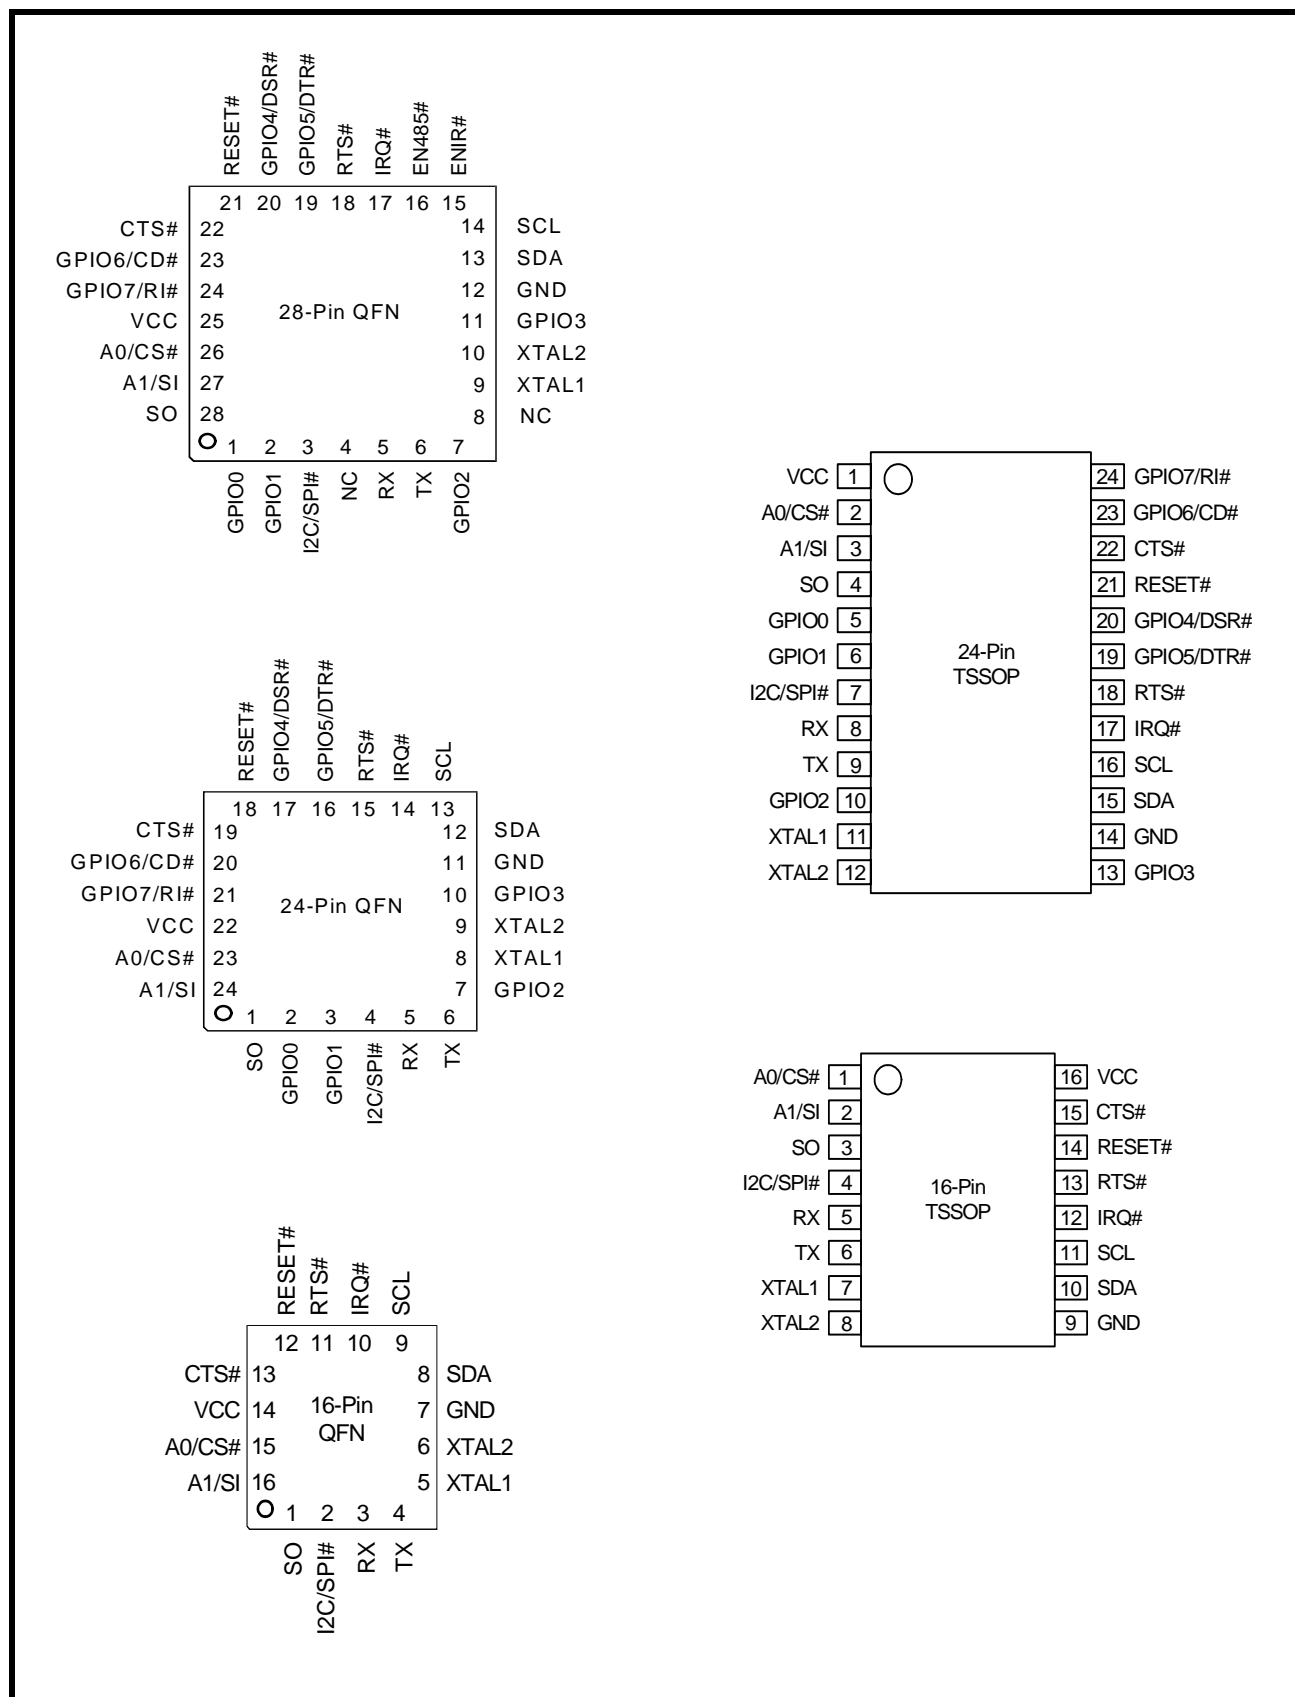 RESET#
GPIO4/DSR#
GPIO5/DTR#
RTS#
IRQ#
EN485#
ENIR#
21 20 19 18 17 16 15
CTS# 22 14 SCL
GPIO6/CD# 23 13 SDA
GPIO7/RI# 24 12 GND
VCC 25 28-Pin QFN 11 GPIO3
A0/CS# 26 10 XTAL2
A1/SI 27 9 XTAL1
SO 28 8 NC
1 2 3 4 5 6 7
GPIO0
GPIO1
I2C/SPI#
NC
RX
TX
GPIO2
RESET#
GPIO4/DSR#
GPIO5/DTR#
RTS#
IRQ#
SCL
18 17 16 15 14 13
CTS# 19 12 SDA
GPIO6/CD# 20 11 GND
GPIO7/RI# 21 24-Pin QFN 10 GPIO3
VCC 22 9 XTAL2
A0/CS# 23 8 XTAL1
A1/SI 24 7 GPIO2
1 2 3 4 5 6
SO
GPIO0
GPIO1
I2C/SPI#
RX
TX
RESET#
RTS#
IRQ#
SCL
12 11 10 9
CTS# 13 8 SDA
VCC 14 16-Pin 7 GND
QFN
A0/CS# 15 6 XTAL2
A1/SI 16 5 XTAL1
1 2 3 4
SO
I2C/SPI#
RX
TX
VCC 1 24 GPIO7/RI#
A0/CS# 2 23 GPIO6/CD#
A1/SI 3 22 CTS#
SO 4 21 RESET#
GPIO0 5 20 GPIO4/DSR#
GPIO1 6 24-Pin 19 GPIO5/DTR#
TSSOP
I2C/SPI# 7 18 RTS#
RX 8 17 IRQ#
TX 9 16 SCL
GPIO2 10 15 SDA
XTAL1 11 14 GND
XTAL2 12 13 GPIO3
A0/CS# 1 16 VCC
A1/SI 2 15 CTS#
SO 3 14 RESET#
I2C/SPI# 4 16-Pin 13 RTS#
TSSOP
RX 5 12 IRQ#
TX 6 11 SCL
XTAL1 7 10 SDA
XTAL2 8 9 GND